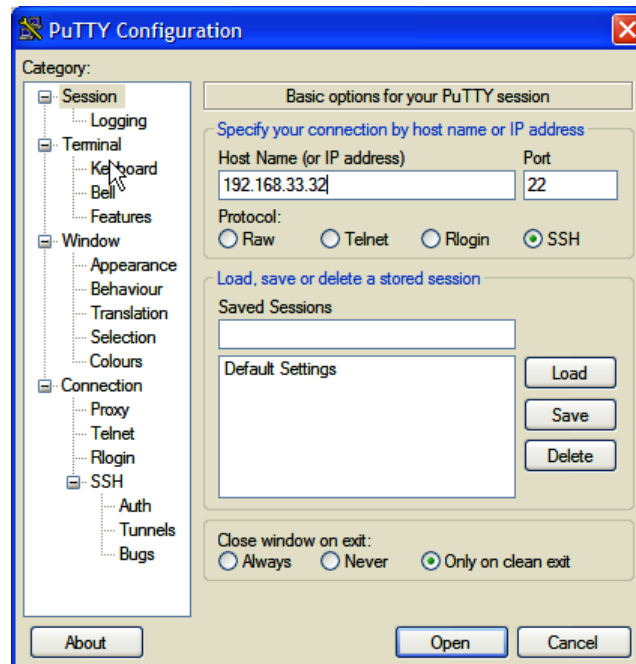 PuTTY Configuration
Category:
Session
Logging
Terminal
Keyboard
Bell
Features
Window
Appearance
Behaviour
Translation
Selection
Colours
Connection
Proxy
Telnet
Rlogin
SSH
Auth
Tunnels
Bugs
Basic options for your PuTTY session
Specify your connection by host name or IP address
Host Name (or IP address) Port
192.168.33.32 22
Protocol:
Raw Telnet Rlogin SSH
Load, save or delete a stored session
Saved Sessions
Default Settings
Load
Save
Delete
Close window on exit:
Always Never Only on clean exit
About Open Cancel